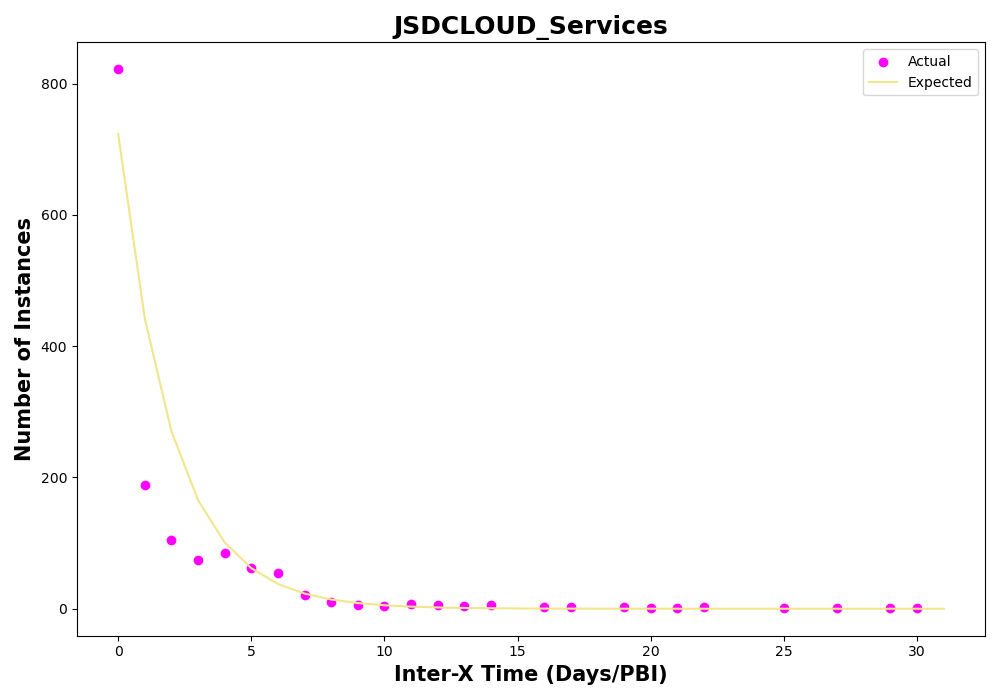 JSDCLOUD_Services
Actual
Expected
800
600
400
200
0
Number of Instances
0 5 10 15 20 25 30
Inter-X Time (Days/PBI)